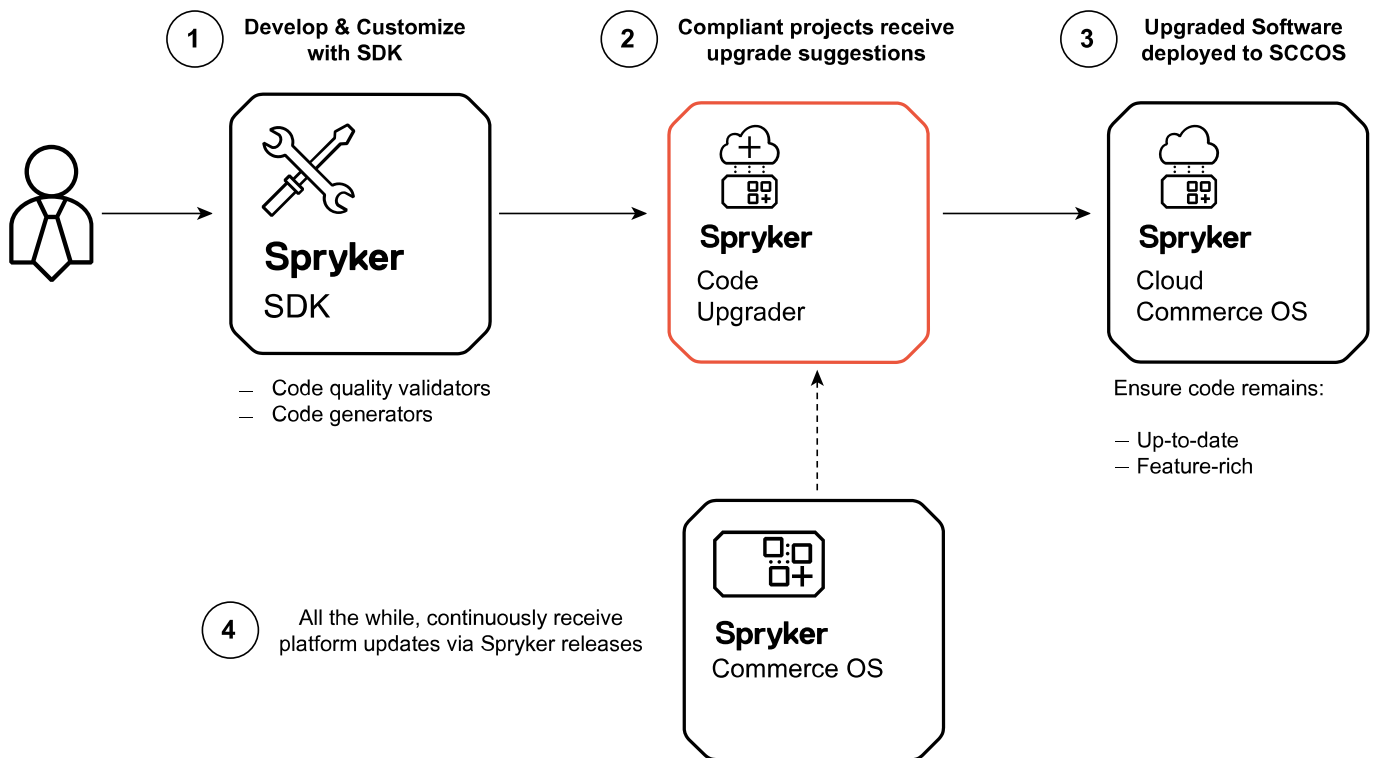 1
Develop & Customize
with SDK
2
Compliant projects receive
upgrade suggestions
3
Upgraded Software
deployed to SCCOS
Spryker
SDK
Spryker
Code
Upgrader
Spryker
Cloud
Commerce OS
— Code quality validators
— Code generators
Ensure code remains:
— Up-to-date
— Feature-rich
4
All the while, continuously receive
platform updates via Spryker releases
Spryker
Commerce OS